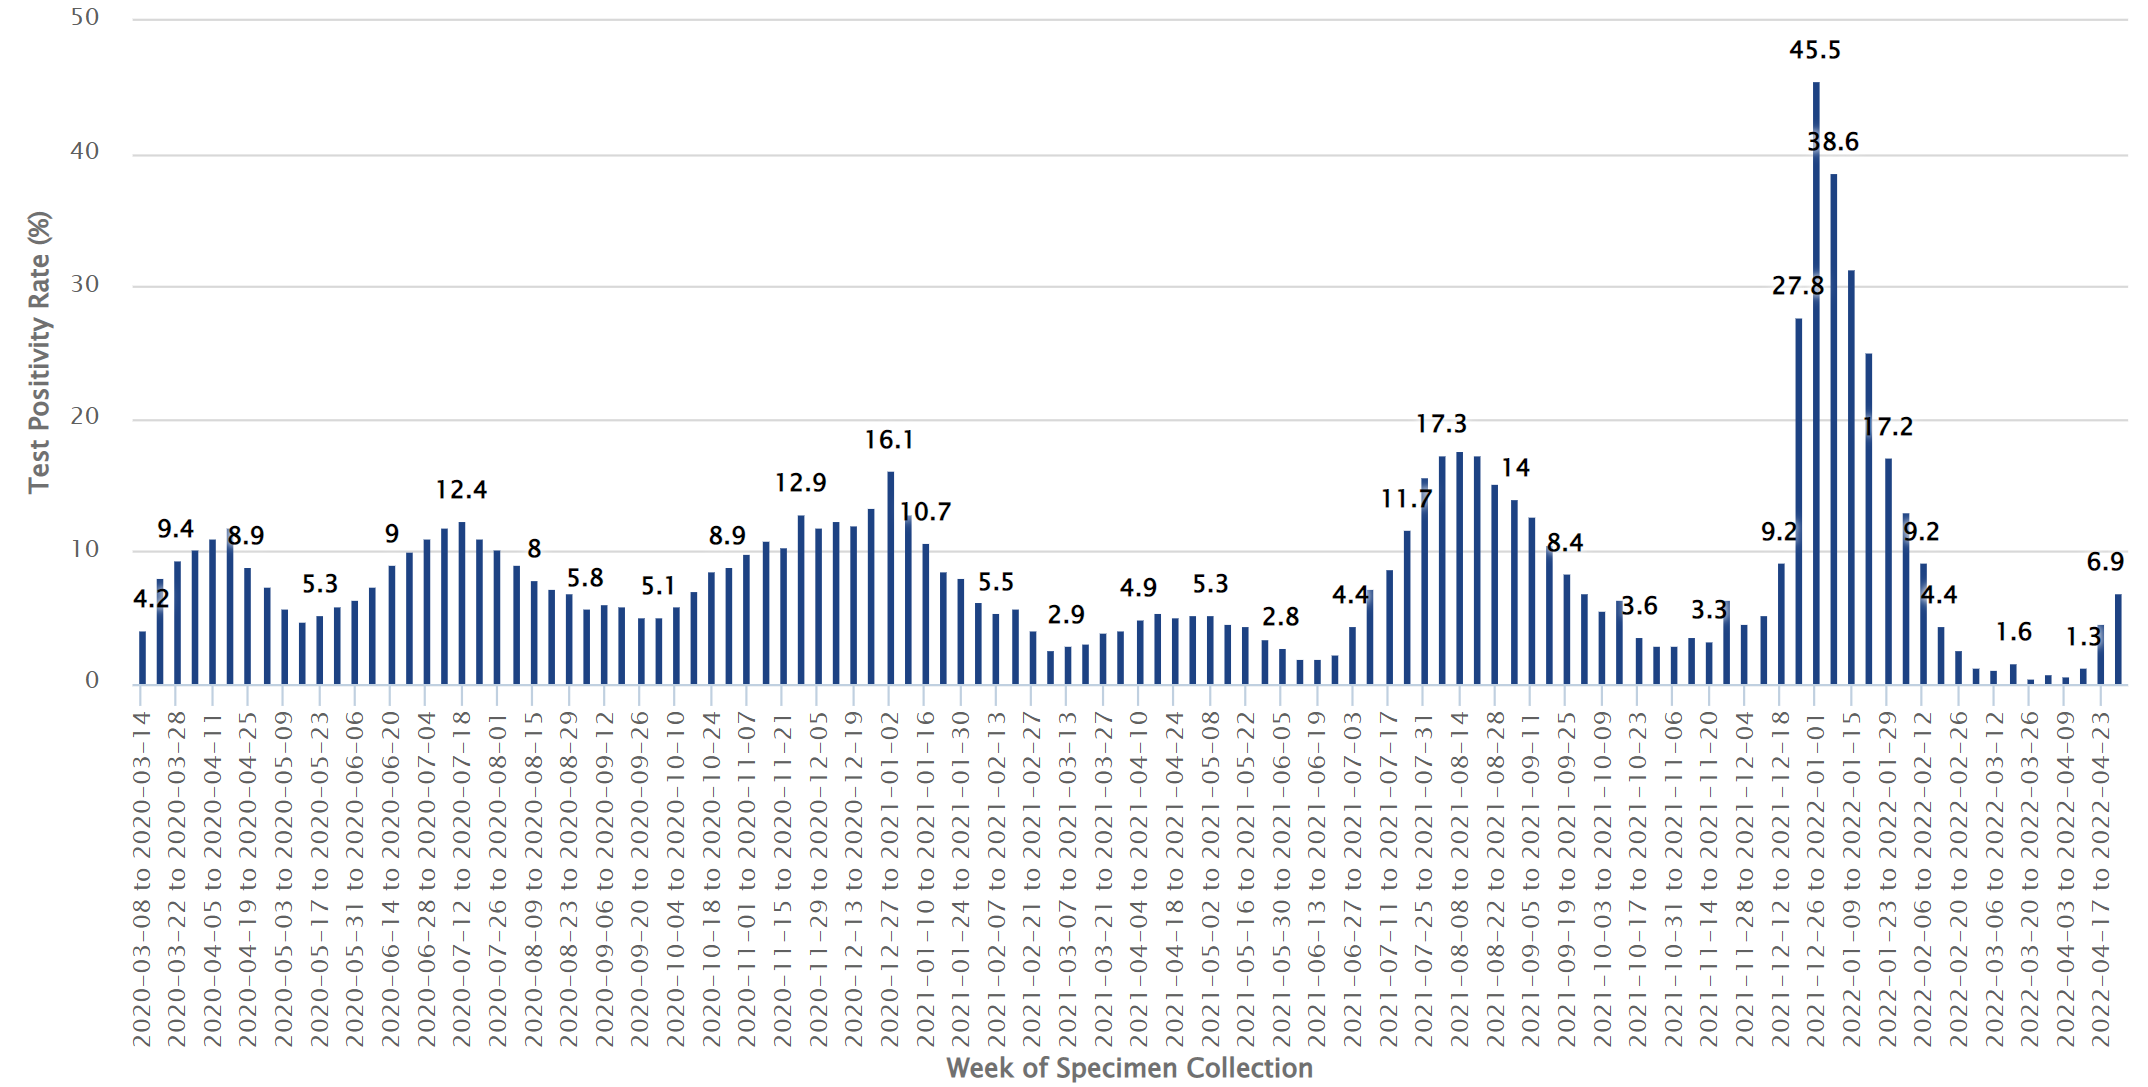 50
40
30
20
10
0
Test Positivity Rate (%)
4.2
9.4
8.9
5.3
9
12.4
8
5.8
5.1
8.9
12.9
16.1
10.7
5.5
2.9
4.9
5.3
2.8
4.4
11.7
17.3
14
8.4
3.6
3.3
9.2
27.8
45.5
38.6
17.2
9.2
4.4
1.6
1.3
6.9
2020-03-08 to 2020-03-14
2020-03-22 to 2020-03-28
2020-04-05 to 2020-04-11
2020-04-19 to 2020-04-25
2020-05-03 to 2020-05-09
2020-05-17 to 2020-05-23
2020-05-31 to 2020-06-06
2020-06-14 to 2020-06-20
2020-06-28 to 2020-07-04
2020-07-12 to 2020-07-18
2020-07-26 to 2020-08-01
2020-08-09 to 2020-08-15
2020-08-23 to 2020-08-29
2020-09-06 to 2020-09-12
2020-09-20 to 2020-09-26
2020-10-04 to 2020-10-10
2020-10-18 to 2020-10-24
2020-11-01 to 2020-11-07
2020-11-15 to 2020-11-21
2020-11-29 to 2020-12-05
2020-12-13 to 2020-12-19
2020-12-27 to 2021-01-02
2021-01-10 to 2021-01-16
2021-01-24 to 2021-01-30
2021-02-07 to 2021-02-13
2021-02-21 to 2021-02-27
2021-03-07 to 2021-03-13
2021-03-21 to 2021-03-27
2021-04-04 to 2021-04-10
2021-04-18 to 2021-04-24
2021-05-02 to 2021-05-08
2021-05-16 to 2021-05-22
2021-05-30 to 2021-06-05
2021-06-13 to 2021-06-19
2021-06-27 to 2021-07-03
2021-07-11 to 2021-07-17
2021-07-25 to 2021-07-31
2021-08-08 to 2021-08-14
2021-08-22 to 2021-08-28
2021-09-05 to 2021-09-11
2021-09-19 to 2021-09-25
2021-10-03 to 2021-10-09
2021-10-17 to 2021-10-23
2021-10-31 to 2021-11-06
2021-11-14 to 2021-11-20
2021-11-28 to 2021-12-04
2021-12-12 to 2021-12-18
2021-12-26 to 2022-01-01
2022-01-09 to 2022-01-15
2022-01-23 to 2022-01-29
2022-02-06 to 2022-02-12
2022-02-20 to 2022-02-26
2022-03-06 to 2022-03-12
2022-03-20 to 2022-03-26
2022-04-03 to 2022-04-09
2022-04-17 to 2022-04-23
Week of Specimen Collection